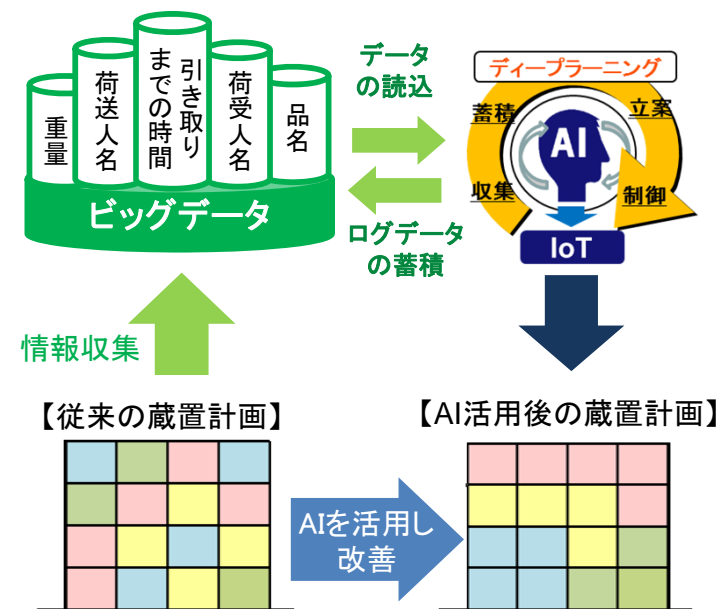 重量
荷送人名
引き取り
までの時間
荷受人名
品名
ビッグデータ
データ
の読込
ログデータ
の蓄積
ディープラーニング
蓄積
立案
AI
収集
制御
IoT
情報収集
【従来の蔵置計画】
【AI活用後の蔵置計画】
AIを活用し
改善